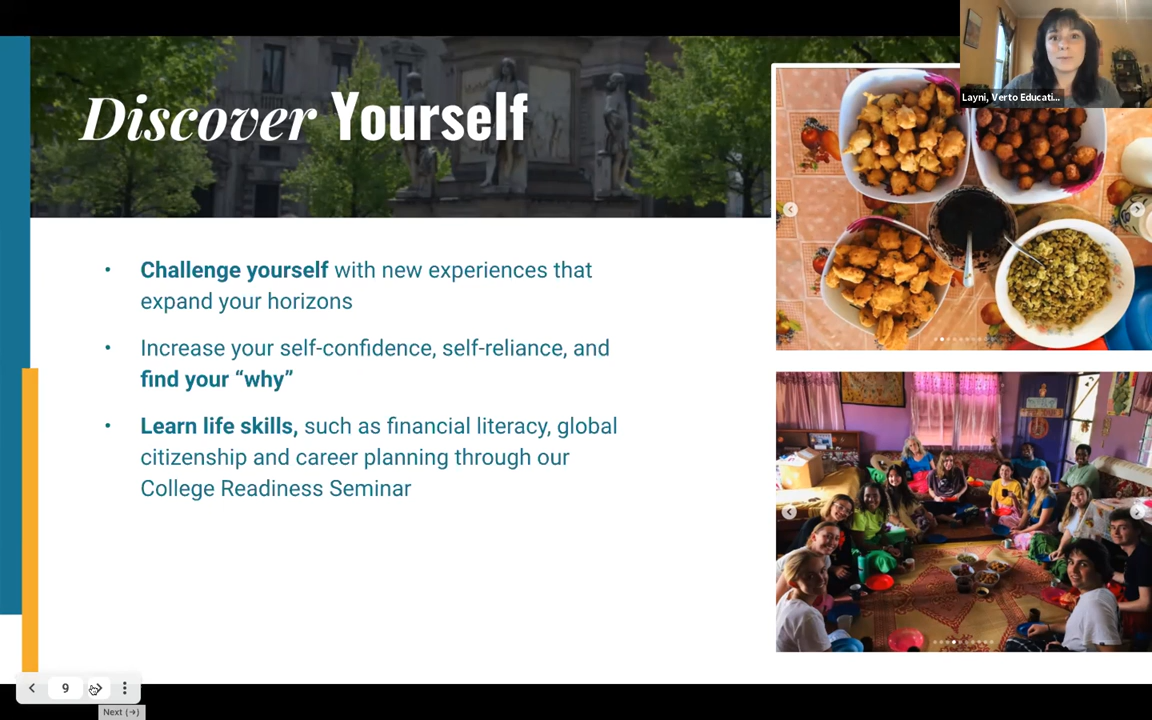 Discover Yourself
Layni, Verto Educati...
• Challenge yourself with new experiences that
expand your horizons
• Increase your self-confidence, self-reliance, and
find your “why”
• Learn life skills, such as financial literacy, global
citizenship and career planning through our
College Readiness Seminar
9
Next (→)